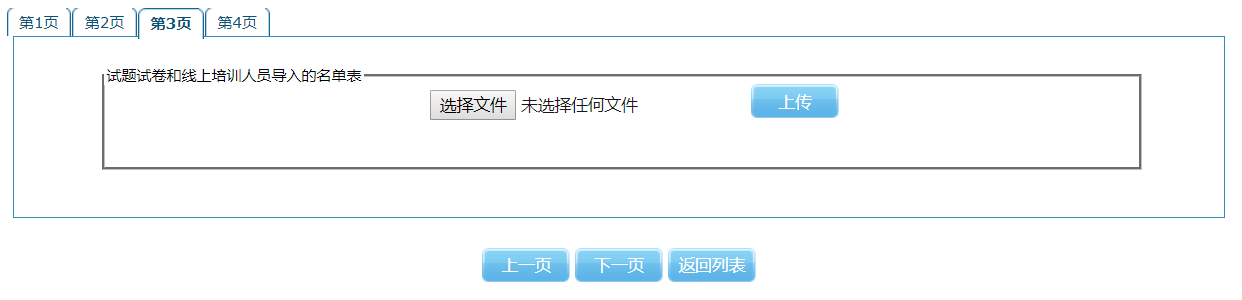 第1页 第2页 第3页 第4页
试题试卷和线上培训人员导入的名单表
选择文件 未选择任何文件 上传
上一页 下一页 返回列表